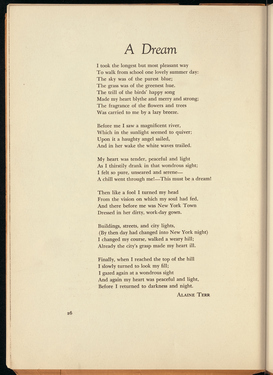 A Dream
I took the longest but most pleasant way
To walk from school one lovely summer day:
The sky was of the purest blue;
The grass was of the greenest hue.
The trill of the birds' happy song
Made my heart blythe and merry and strong;
The fragrance of the flowers and trees
Was carried to me by a lazy breeze.
Before me I saw a magnificent river,
Which in the sunlight seemed to quiver;
Upon it a haughty angel sailed,
And in her wake the white waves trailed.
My heart was tender, peaceful and light
As I thirstily drank in that wondrous sight;
I felt so pure, unseared and serene—
A chill went through me!—This must be a dream!
Then like a fool I turned my head
From the vision on which my soul had fed,
And there before me was New York Town
Dressed in her dirty, work-day gown.
Buildings, streets, and city lights,
(By then day had changed into New York night)
I changed my course, walked a weary hill;
Already the city's grasp made my heart ill.
Finally, when I reached the top of the hill
I slowly turned to look my fill;
I gazed again at a wondrous sight
And again my heart was peaceful and light,
Before I returned to darkness and night.
Alaine Terr
26